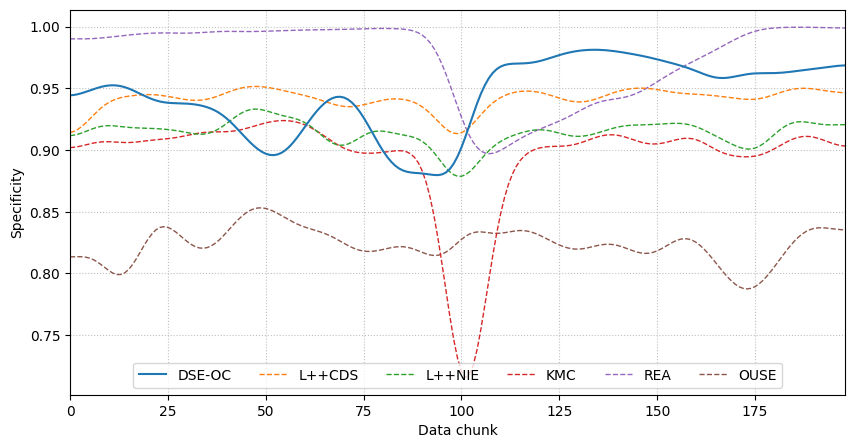 1.00
0.95
0.90
0.85
0.80
0.75
Specificity
DSE-OC L++CDS L++NIE KMC REA OUSE
0 25 50 75 100 125 150 175
Data chunk